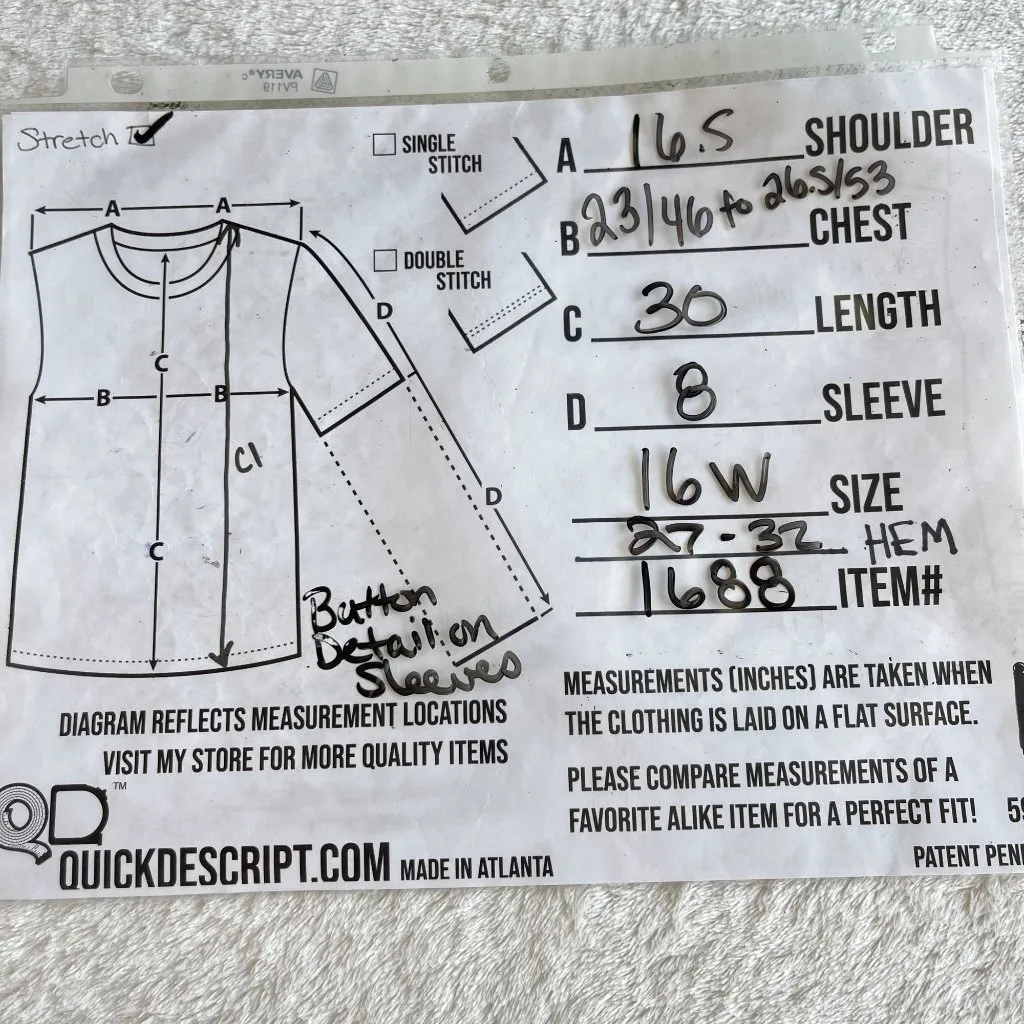 AVERY®
PV119
Stretch
SINGLE
STITCH
DOUBLE
STITCH
A A
D
C
B B
C1
D
C
Button
Detail on
Sleeves
A 16.5 SHOULDER
B 23/46 to 26.5/53 CHEST
C 30 LENGTH
D 8 SLEEVE
16W SIZE
27-32 HEM
1688 ITEM#
DIAGRAM REFLECTS MEASUREMENT LOCATIONS
VISIT MY STORE FOR MORE QUALITY ITEMS
MEASUREMENTS (INCHES) ARE TAKEN WHEN
THE CLOTHING IS LAID ON A FLAT SURFACE.
PLEASE COMPARE MEASUREMENTS OF A
FAVORITE ALIKE ITEM FOR A PERFECT FIT!
QD™
QUICKDESCRIPT.COM MADE IN ATLANTA
PATENT